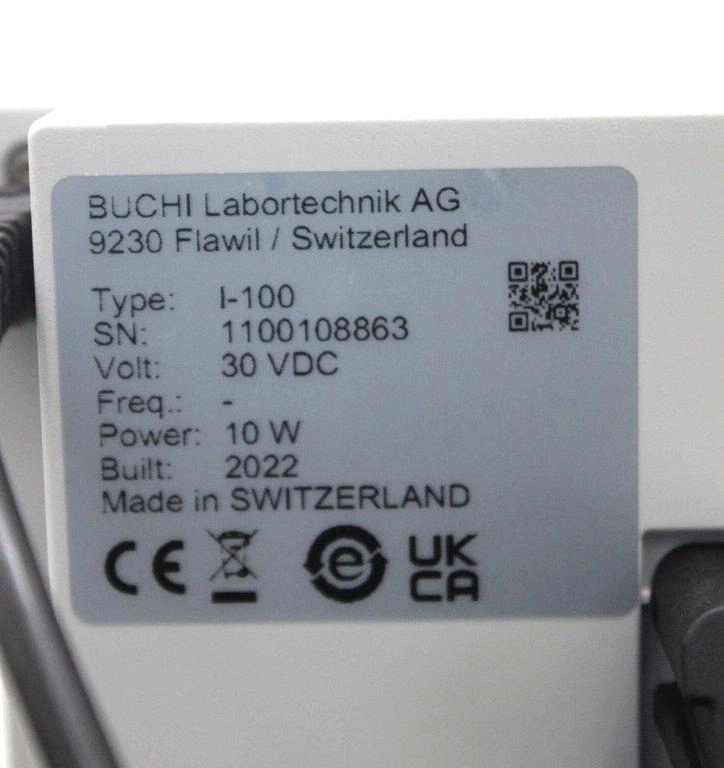 BUCHI Labortechnik AG
9230 Flawil / Switzerland
Type: I-100
SN: 1100108863
Volt: 30 VDC
Freq.: -
Power: 10 W
Built: 2022
Made in SWITZERLAND
CE e UK
CA